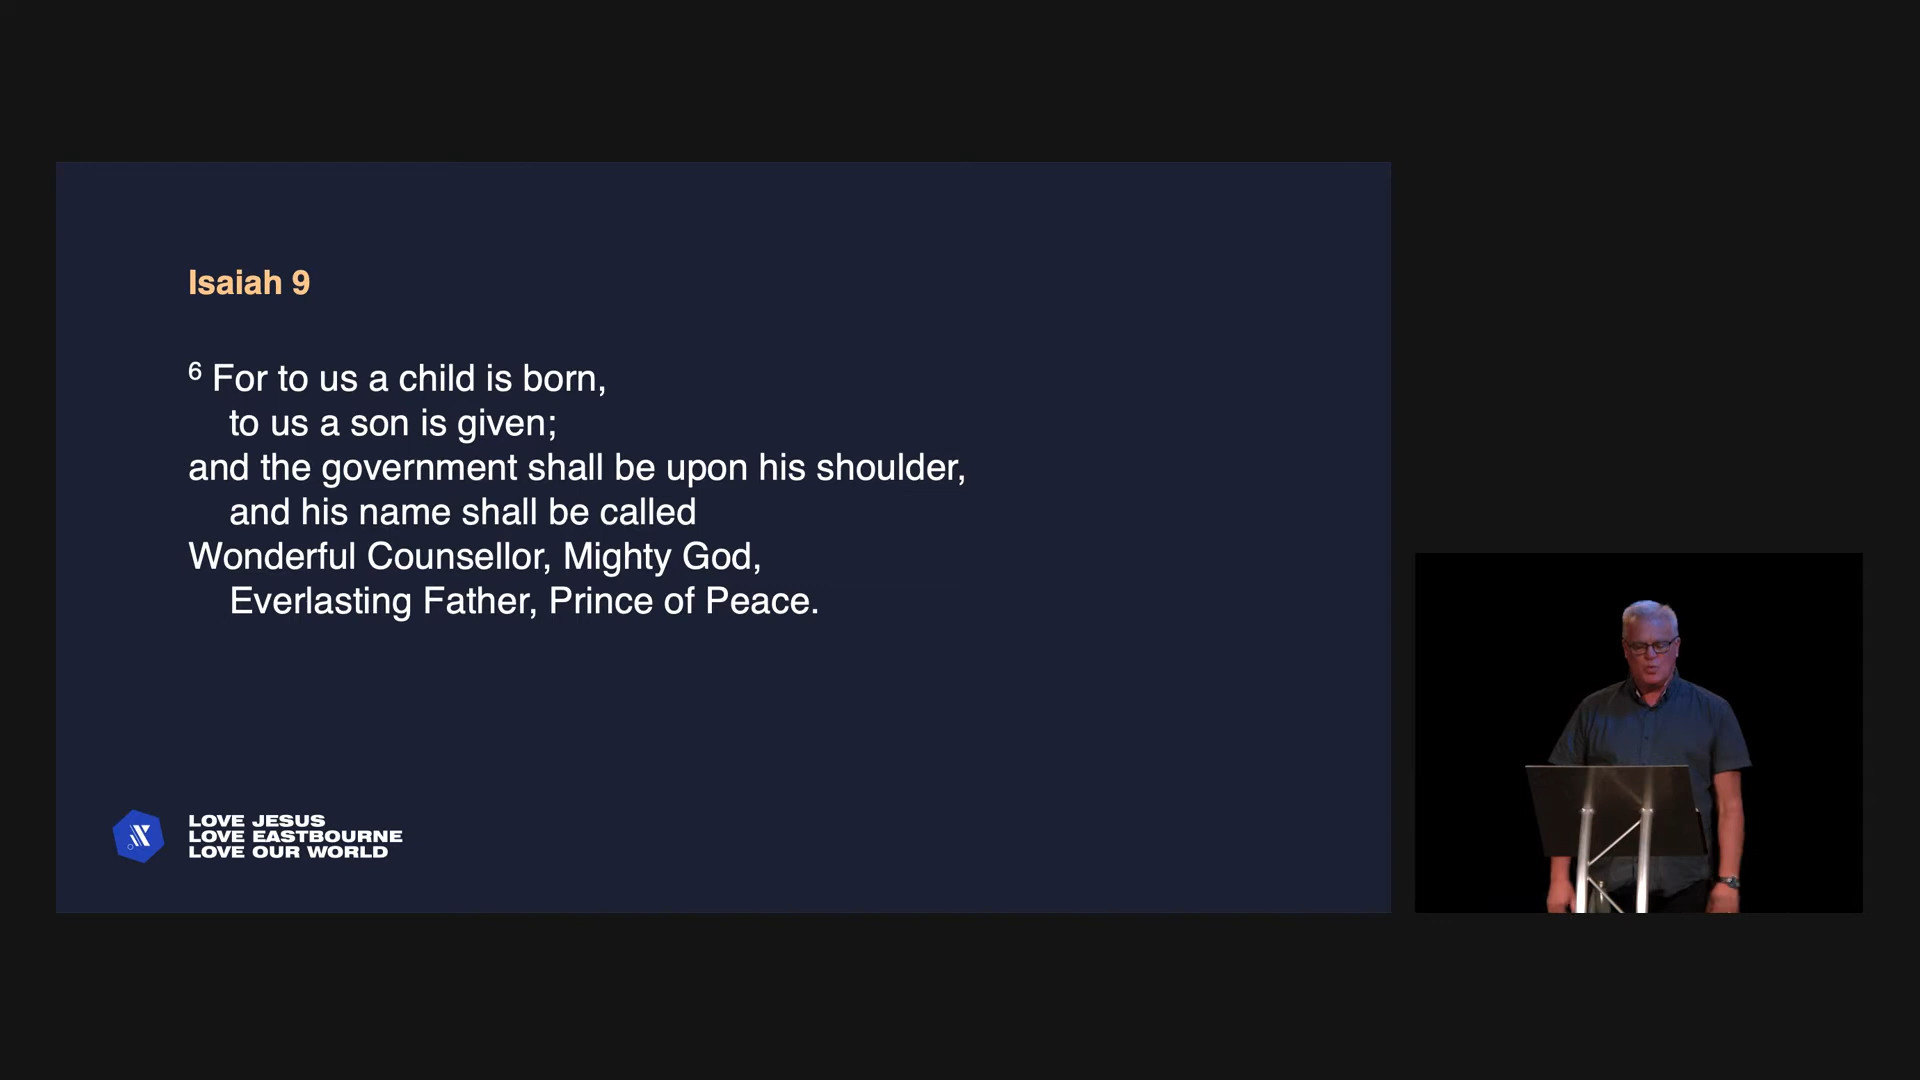 Isaiah 9
6 For to us a child is born,
to us a son is given;
and the government shall be upon his shoulder,
and his name shall be called
Wonderful Counsellor, Mighty God,
Everlasting Father, Prince of Peace.
LOVE JESUS
LOVE EASTBOURNE
LOVE OUR WORLD